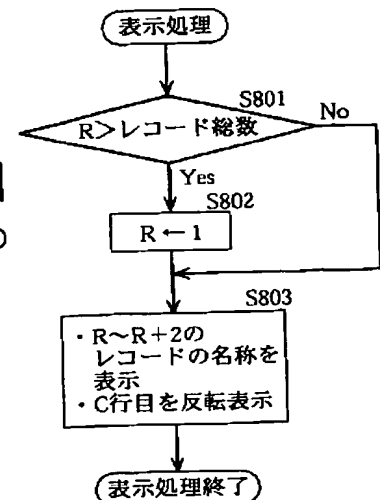 表示処理
S801
R＞レコード総数
No
Yes
S802
R←1
S803
・R～R＋2の
レコードの名称を
表示
・C行目を反転表示
表示処理終了